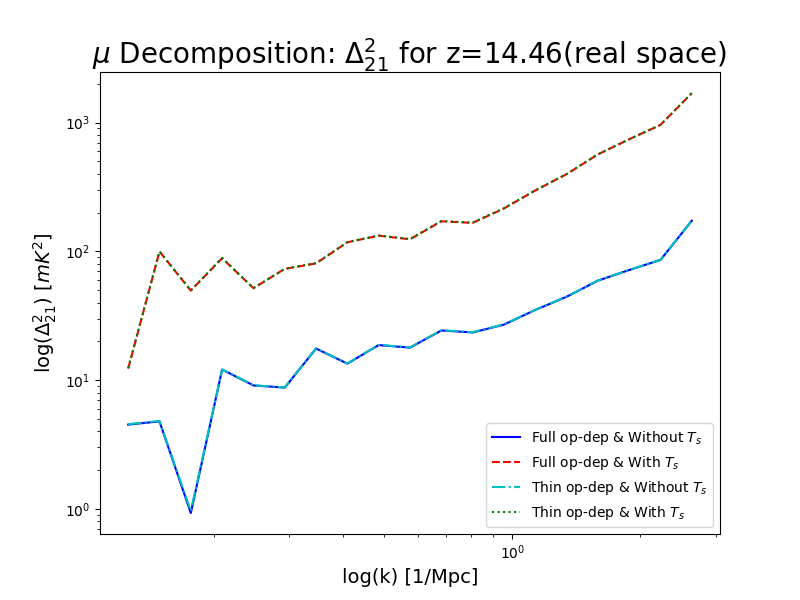 μ Decomposition: Δ²₂₁ for z=14.46(real space)
log(Δ²₂₁) [mK²]
10³
10²
10¹
10⁰
Full op-dep & Without Tₛ
Full op-dep & With Tₛ
Thin op-dep & Without Tₛ
Thin op-dep & With Tₛ
10⁰
log(k) [1/Mpc]